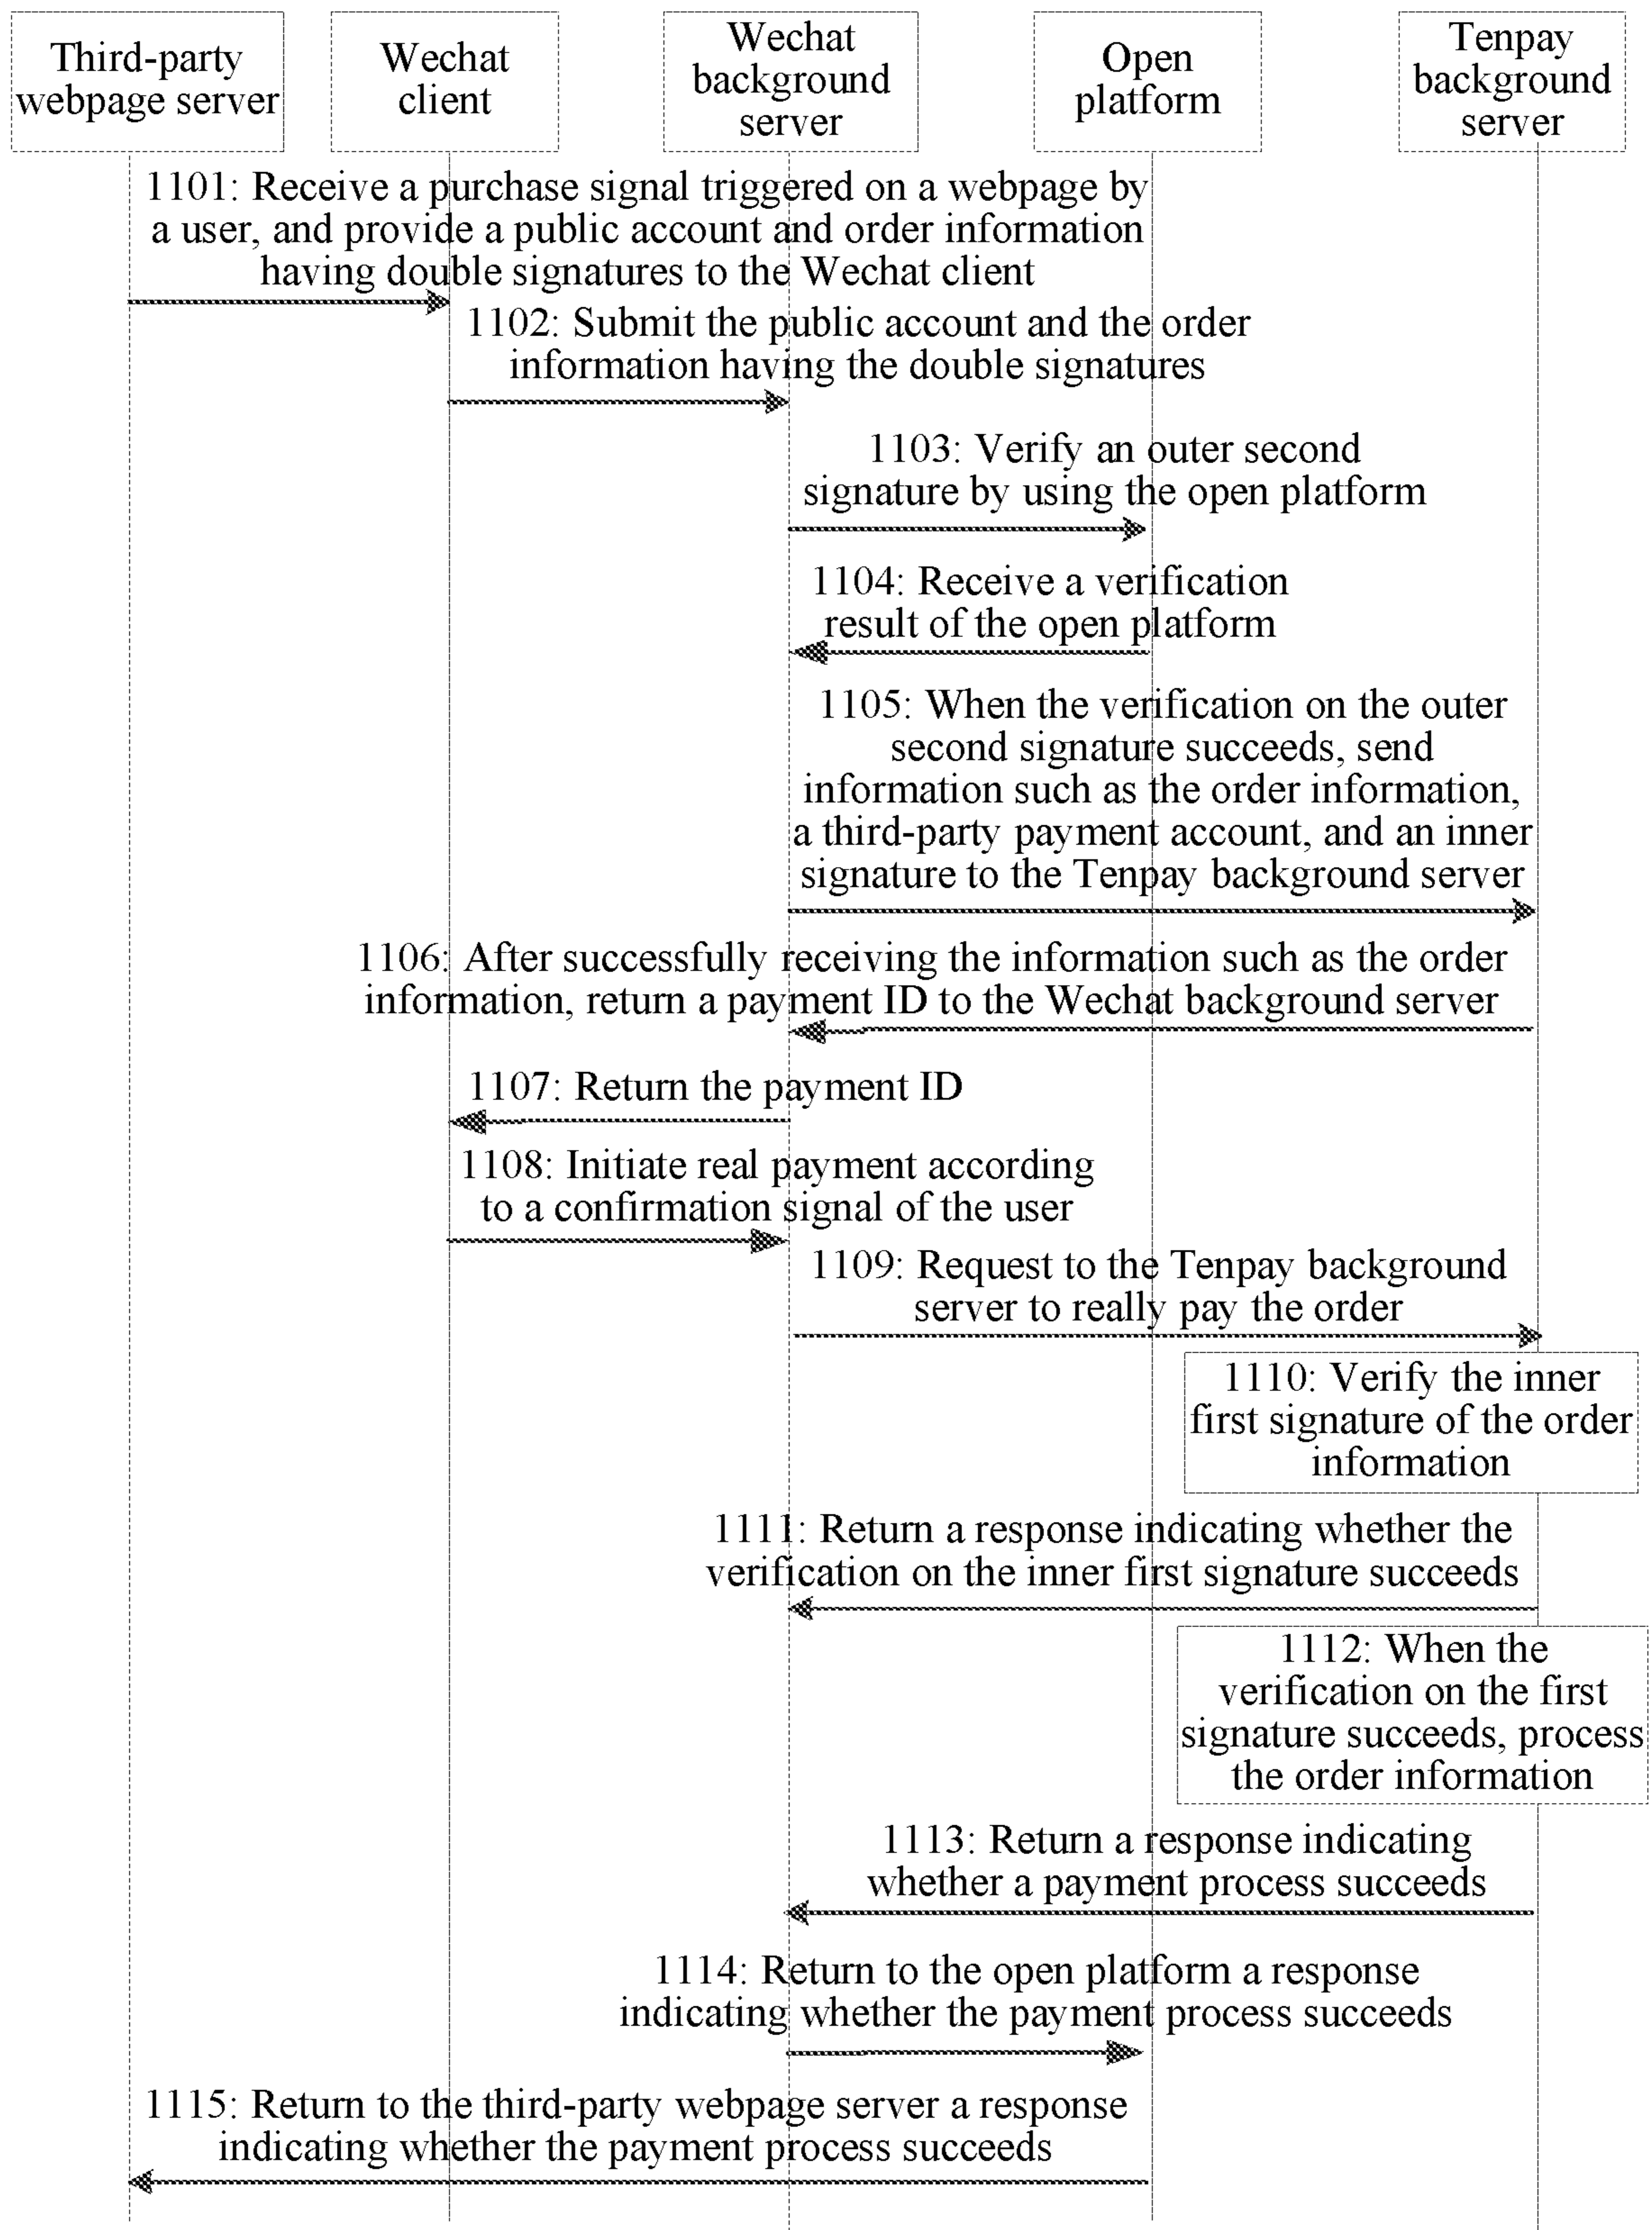 Third-party
webpage server
Wechat
client
Wechat
background
server
Open
platform
Tenpay
background
server
1101: Receive a purchase signal triggered on a webpage by
a user, and provide a public account and order information
having double signatures to the Wechat client
1102: Submit the public account and the order
information having the double signatures
1103: Verify an outer second
signature by using the open platform
1104: Receive a verification
result of the open platform
1105: When the verification on the outer
second signature succeeds, send
information such as the order information,
a third-party payment account, and an inner
signature to the Tenpay background server
1106: After successfully receiving the information such as the order
information, return a payment ID to the Wechat background server
1107: Return the payment ID
1108: Initiate real payment according
to a confirmation signal of the user
1109: Request to the Tenpay background
server to really pay the order
1110: Verify the inner
first signature of the order
information
1111: Return a response indicating whether the
verification on the inner first signature succeeds
1112: When the
verification on the first
signature succeeds, process
the order information
1113: Return a response indicating
whether a payment process succeeds
1114: Return to the open platform a response
indicating whether the payment process succeeds
1115: Return to the third-party webpage server a response
indicating whether the payment process succeeds